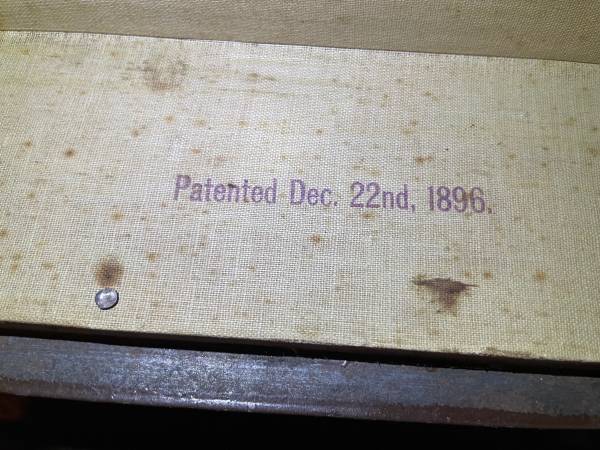 Patented Dec. 22nd, 1896.